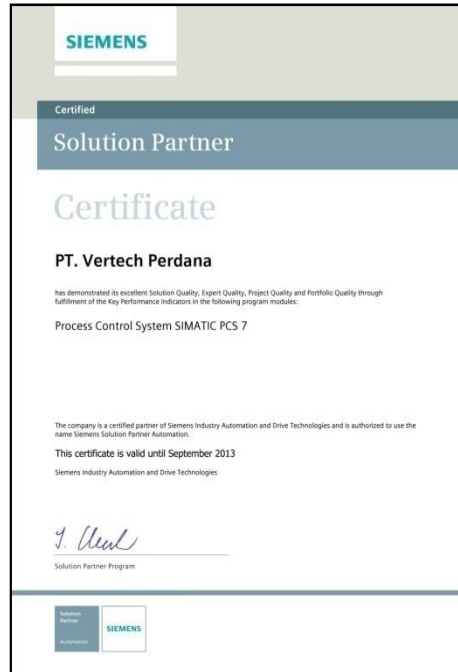 SIEMENS
Certified
Solution Partner
Certificate
PT. Vertech Perdana
has demonstrated its excellent Solution Quality, Expert Quality, Project Quality and Portfolio Quality through
fulfillment of the Key Performance Indicators in the following program modules:
Process Control System SIMATIC PCS 7
The company is a certified partner of Siemens Industry Automation and Drive Technologies and is authorized to use the
name Siemens Solution Partner Automation.
This certificate is valid until September 2013
Siemens Industry Automation and Drive Technologies
Solution Partner Program
Solution
Partner
SIEMENS
Automation